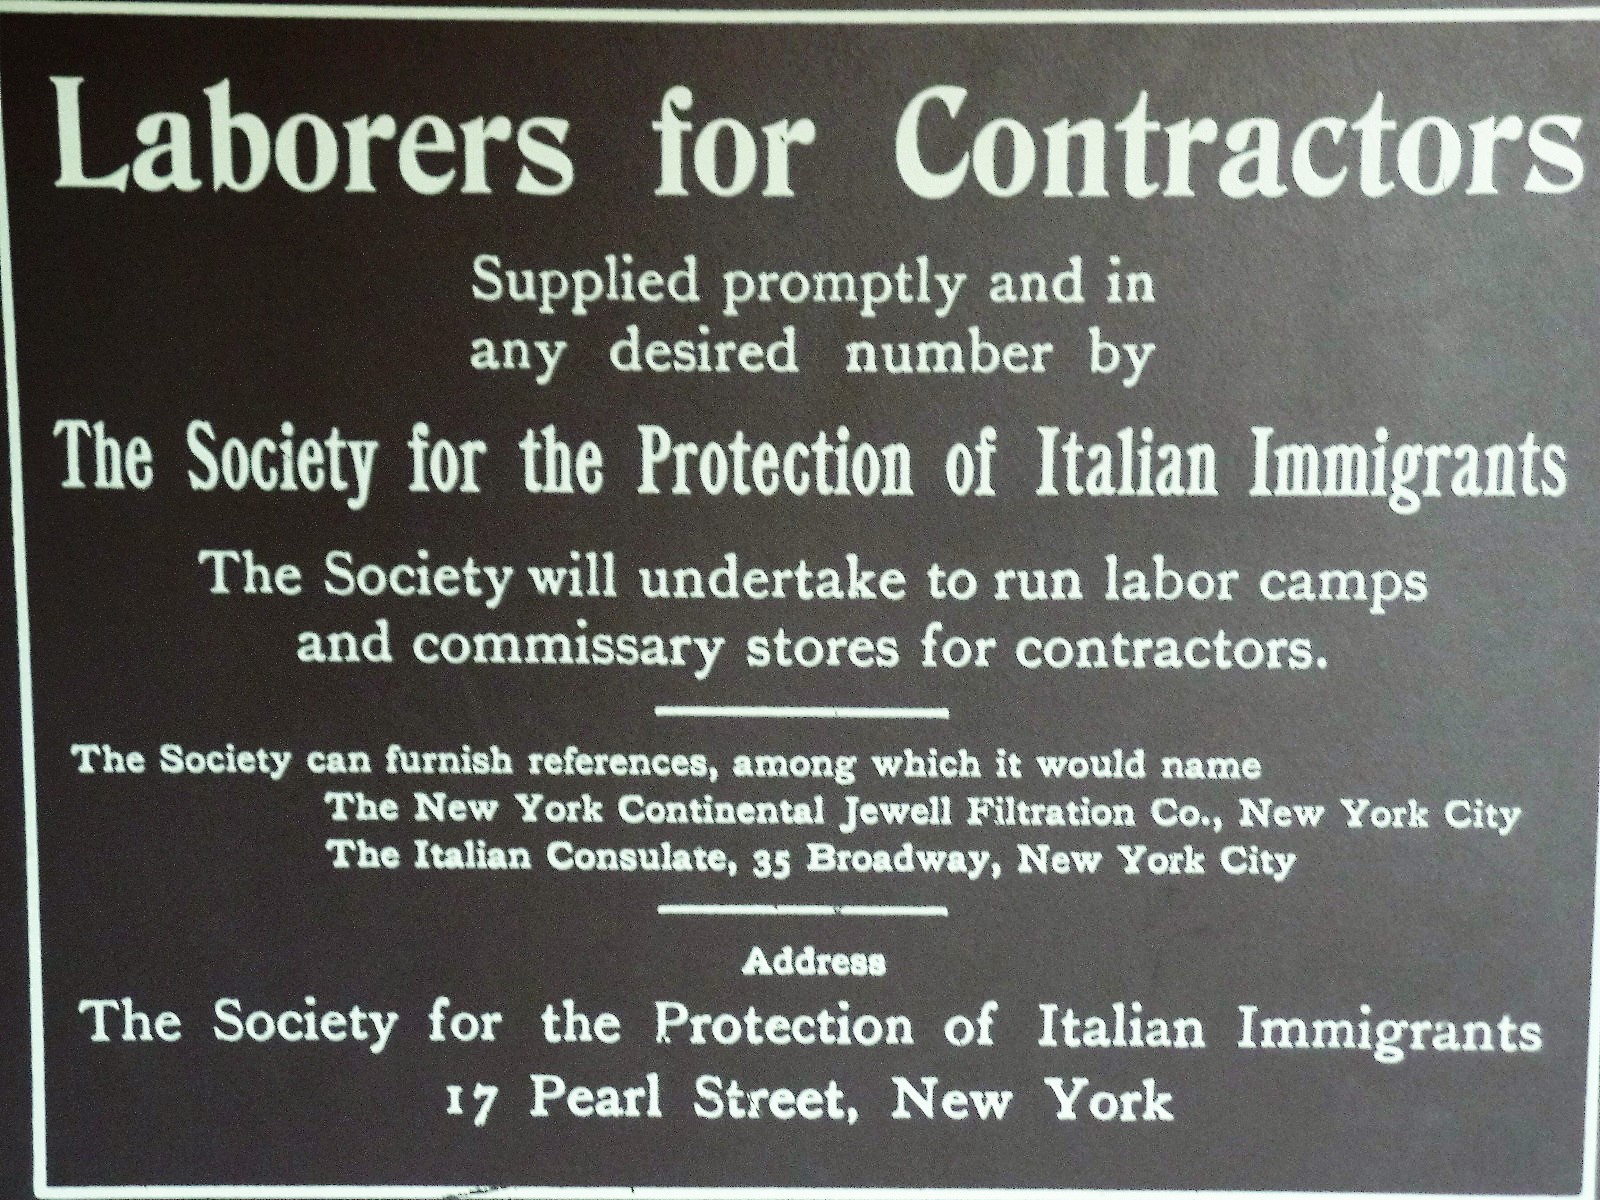 Laborers for Contractors
Supplied promptly and in
any desired number by
The Society for the Protection of Italian Immigrants
The Society will undertake to run labor camps
and commissary stores for contractors.
The Society can furnish references, among which it would name
The New York Continental Jewell Filtration Co., New York City
The Italian Consulate, 35 Broadway, New York City
Address
The Society for the Protection of Italian Immigrants
17 Pearl Street, New York